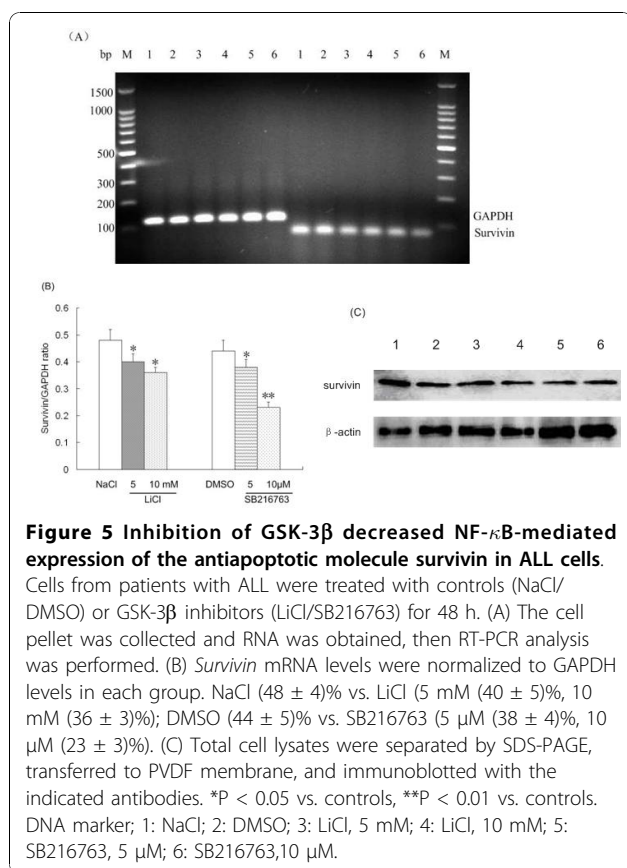 (A)
bp M 1 2 3 4 5 6 1 2 3 4 5 6 M
1500
1000
500
300
200
100
GAPDH
Survivin
(B)
Survivin/GAPDH ratio
0.6
0.5
0.4
0.3
0.2
0.1
0
* * * **
NaCl 5 10 mM DMSO 5 10μM
LiCl SB216763
(C)
1 2 3 4 5 6
survivin
β-actin
Figure 5 Inhibition of GSK-3β decreased NF-κB-mediated
expression of the antiapoptotic molecule survivin in ALL cells.
Cells from patients with ALL were treated with controls (NaCl/
DMSO) or GSK-3β inhibitors (LiCl/SB216763) for 48 h. (A) The cell
pellet was collected and RNA was obtained, then RT-PCR analysis
was performed. (B) Survivin mRNA levels were normalized to GAPDH
levels in each group. NaCl (48 ± 4)% vs. LiCl (5 mM (40 ± 5)%, 10
mM (36 ± 3)%); DMSO (44 ± 5)% vs. SB216763 (5 μM (38 ± 4)%, 10
μM (23 ± 3)%). (C) Total cell lysates were separated by SDS-PAGE,
transferred to PVDF membrane, and immunoblotted with the
indicated antibodies. *P < 0.05 vs. controls, **P < 0.01 vs. controls.
DNA marker; 1: NaCl; 2: DMSO; 3: LiCl, 5 mM; 4: LiCl, 10 mM; 5:
SB216763, 5 μM; 6: SB216763,10 μM.